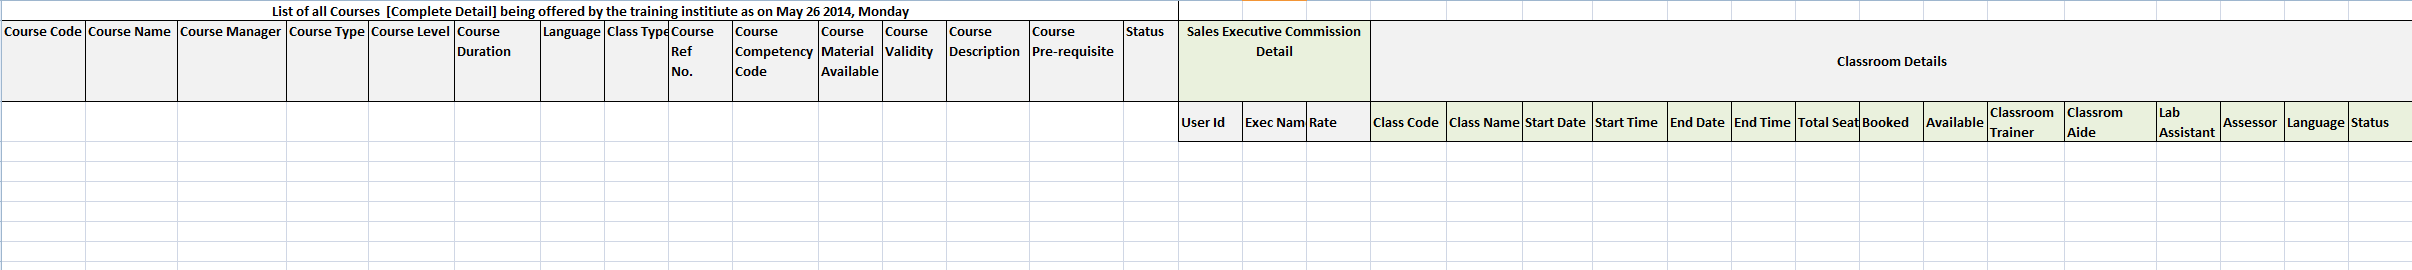 List of all Courses  [Complete Detail] being offered by the training institiute as on May 26 2014, Monday
Course Code
Course Name
Course Manager
Course Type
Course Level
Course
Duration
Language
Class Type
Course
Ref
No.
Course
Competency
Code
Course
Material
Available
Course
Validity
Course
Description
Course
Pre-requisite
Status
Sales Executive Commission
Detail
Classroom Details
User Id
Exec Nam
Rate
Class Code
Class Name
Start Date
Start Time
End Date
End Time
Total Seat
Booked
Available
Classroom
Trainer
Classrom
Aide
Lab
Assistant
Assessor
Language
Status